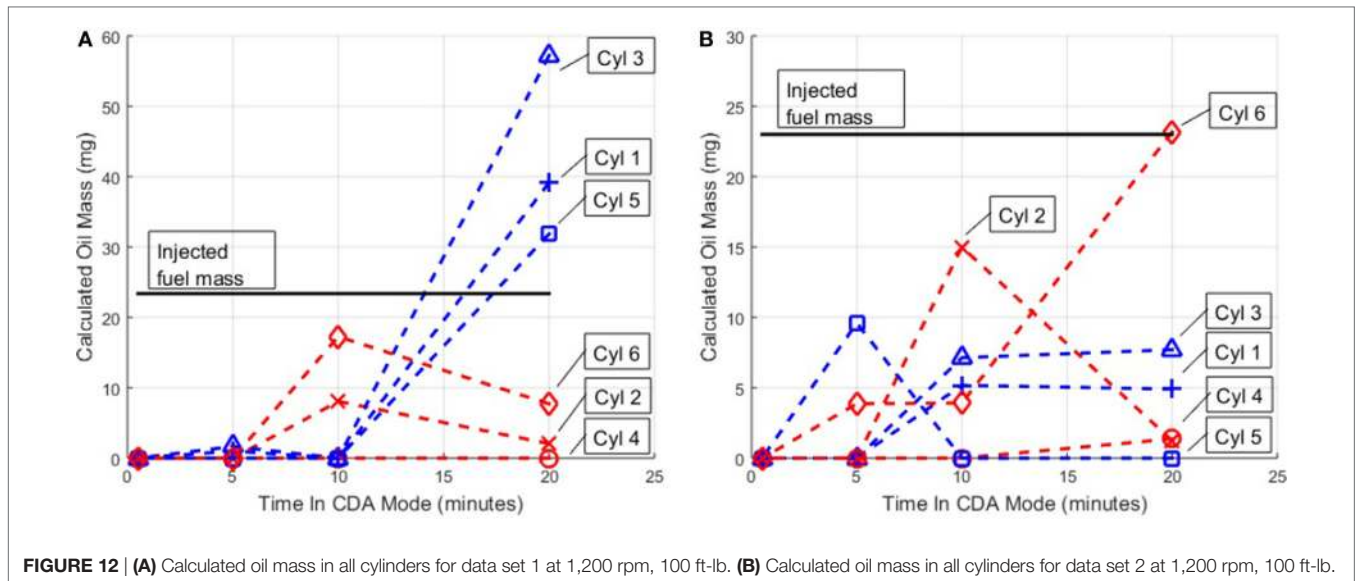 A
60
50
40
30
20
10
0
Calculated Oil Mass (mg)
Injected
fuel mass
Cyl 3
Cyl 1
Cyl 5
Cyl 6
Cyl 2
Cyl 4
0 5 10 15 20 25
Time In CDA Mode (minutes)
B
30
25
20
15
10
5
0
Calculated Oil Mass (mg)
Injected
fuel mass
Cyl 6
Cyl 2
Cyl 3
Cyl 1
Cyl 4
Cyl 5
0 5 10 15 20 25
Time In CDA Mode (minutes)
FIGURE 12 | (A) Calculated oil mass in all cylinders for data set 1 at 1,200 rpm, 100 ft-lb. (B) Calculated oil mass in all cylinders for data set 2 at 1,200 rpm, 100 ft-lb.